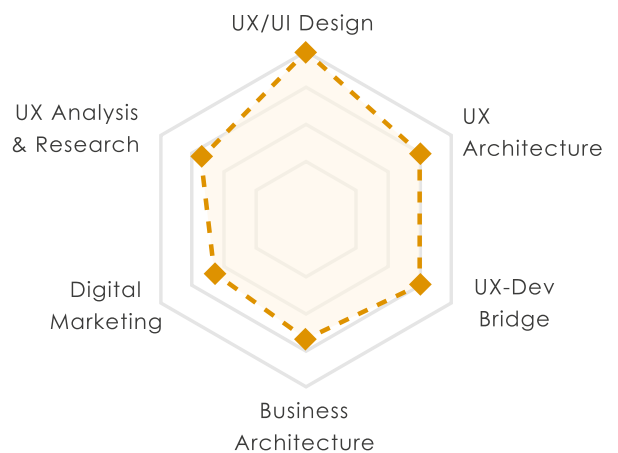 UX/UI Design
UX Analysis
& Research
UX
Architecture
Digital
Marketing
UX-Dev
Bridge
Business
Architecture